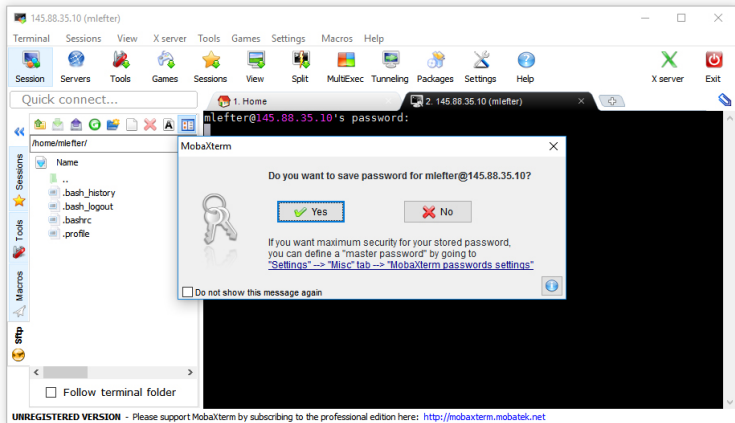 145.88.35.10 (mlefter)
Terminal Sessions View X server Tools Games Settings Macros Help
Session Servers Tools Games Sessions View Split MultiExec Tunneling Packages Settings Help X server Exit
Quick connect...
1. Home
2. 145.88.35.10 (mlefter)
/home/mlefter/
Name
..
.bash_history
.bash_logout
.bashrc
.profile
Sessions
Tools
Macros
Sftp
Follow terminal folder
mlefter@145.88.35.10's password:
MobaXterm
Do you want to save password for mlefter@145.88.35.10?
Yes
No
If you want maximum security for your stored password,
you can define a "master password" by going to
"Settings" --> "Misc" tab --> "MobaXterm passwords settings"
Do not show this message again
UNREGISTERED VERSION - Please support MobaXterm by subscribing to the professional edition here: http://mobaxterm.mobatek.net